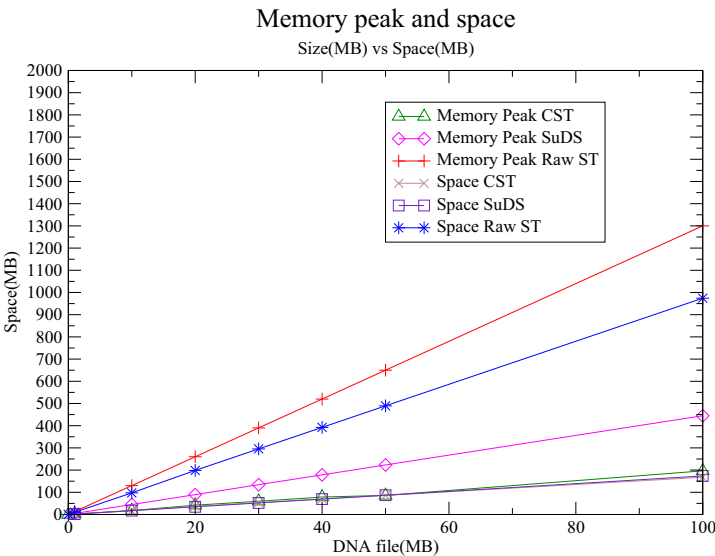 Memory peak and space
Size(MB) vs Space(MB)
2000
1900
1800
1700
1600
1500
1400
1300
1200
1100
1000
900
800
700
600
500
400
300
200
100
0
Space(MB)
Memory Peak CST
Memory Peak SuDS
Memory Peak Raw ST
Space CST
Space SuDS
Space Raw ST
0 20 40 60 80 100
DNA file(MB)